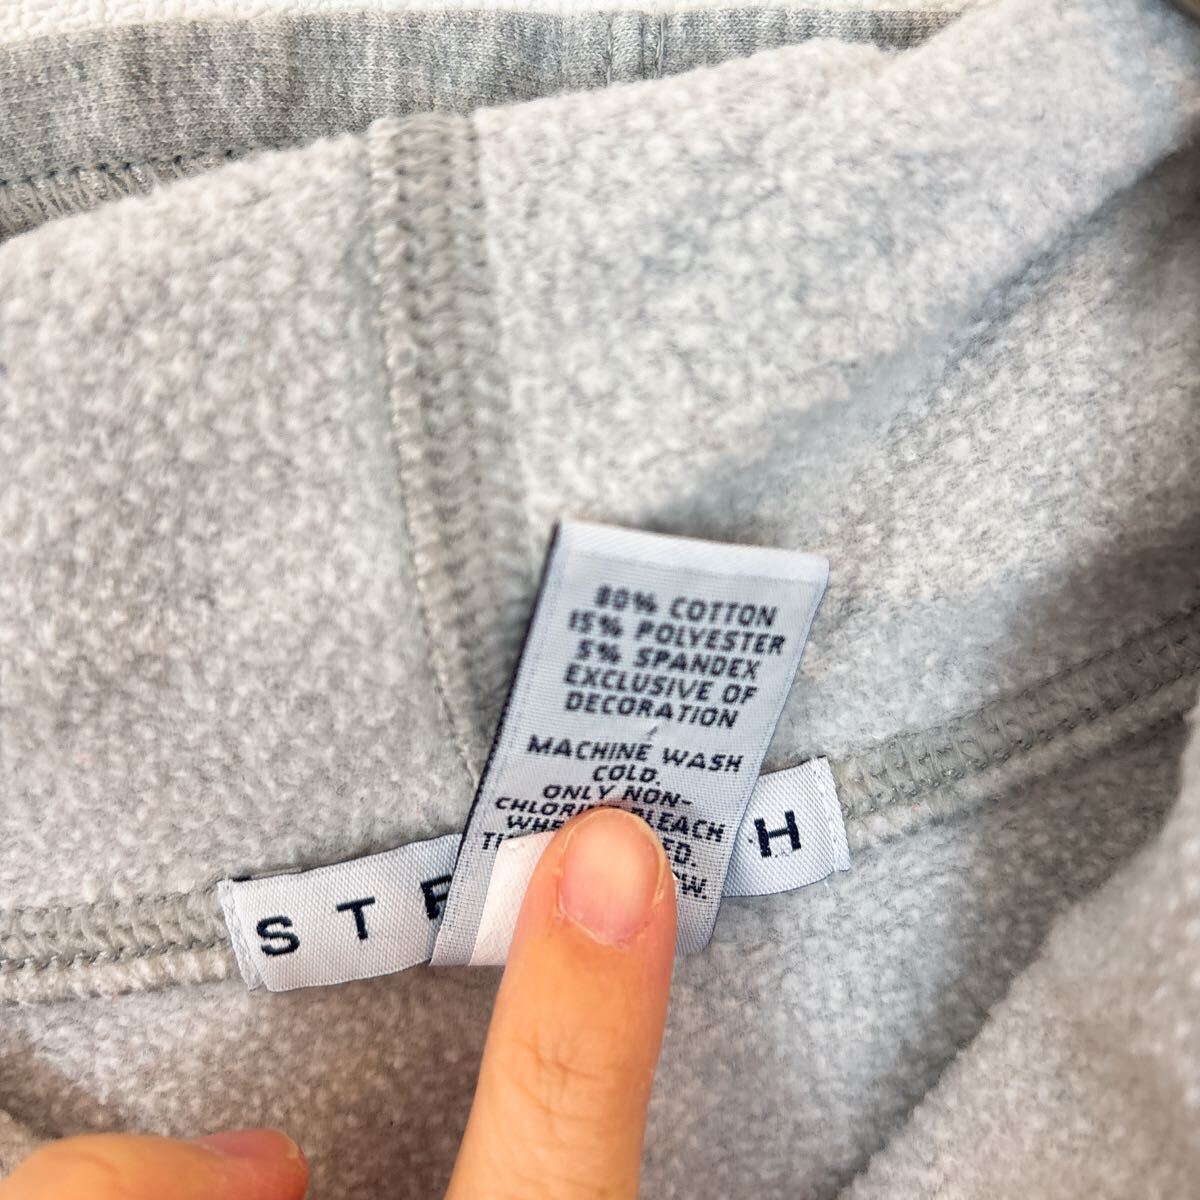 80% COTTON
15% POLYESTER
5% SPANDEX
EXCLUSIVE OF
DECORATION
MACHINE WASH
COLD.
ONLY NON-
BLEACH
S T H